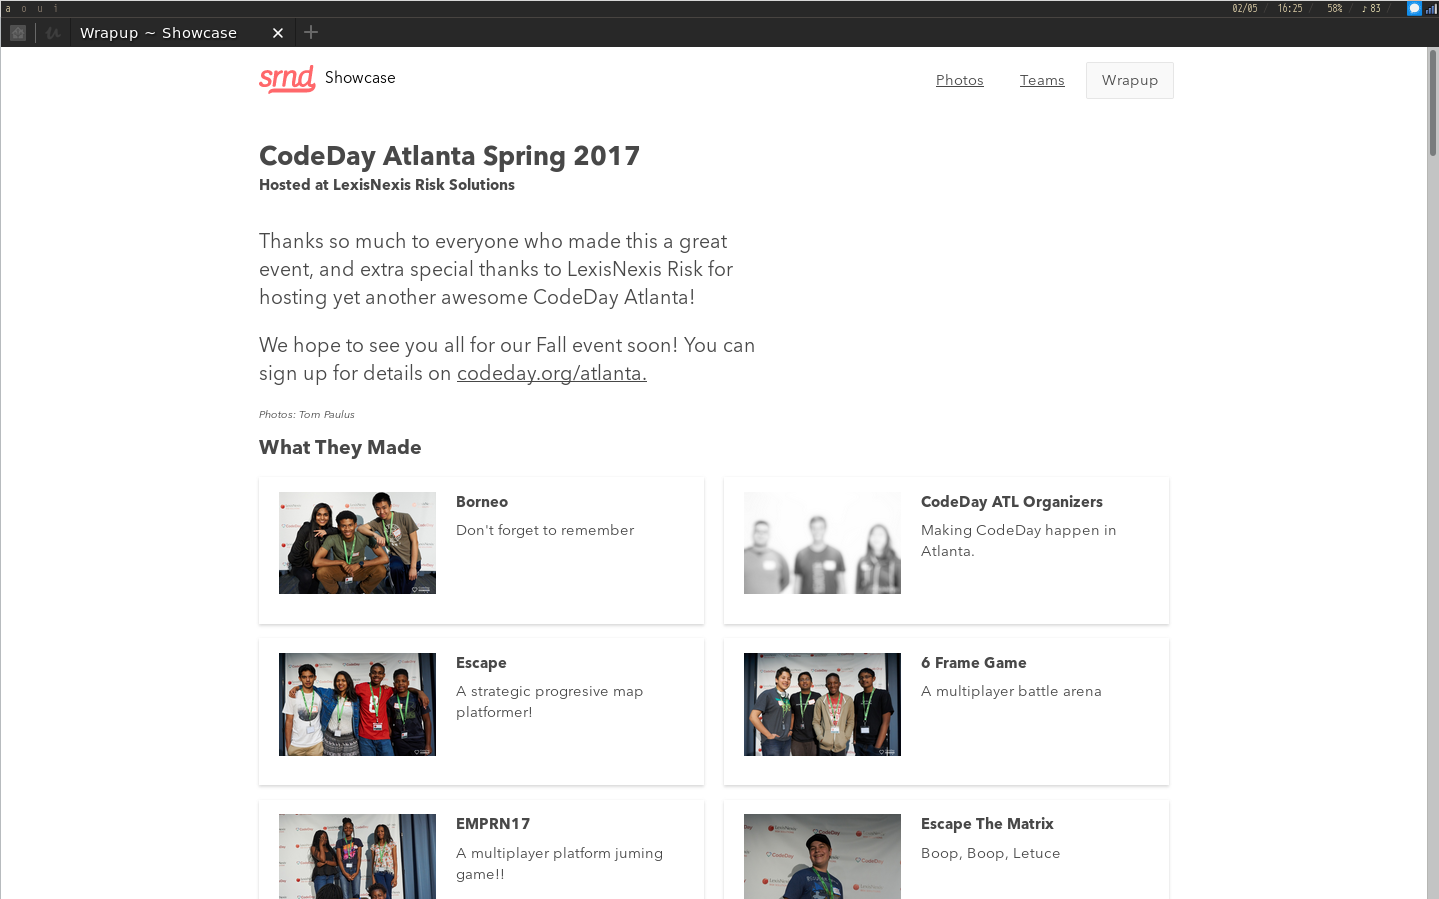 a o u i 02/05 / 16:25 / 58% / ♪ 83 /
Wrapup ~ Showcase
srnd Showcase Photos Teams Wrapup
CodeDay Atlanta Spring 2017
Hosted at LexisNexis Risk Solutions
Thanks so much to everyone who made this a great
event, and extra special thanks to LexisNexis Risk for
hosting yet another awesome CodeDay Atlanta!
We hope to see you all for our Fall event soon! You can
sign up for details on codeday.org/atlanta.
Photos: Tom Paulus
What They Made
Borneo
Don't forget to remember
CodeDay ATL Organizers
Making CodeDay happen in
Atlanta.
Escape
A strategic progresive map
platformer!
6 Frame Game
A multiplayer battle arena
EMPRN17
A multiplayer platform juming
game!!
Escape The Matrix
Boop, Boop, Letuce